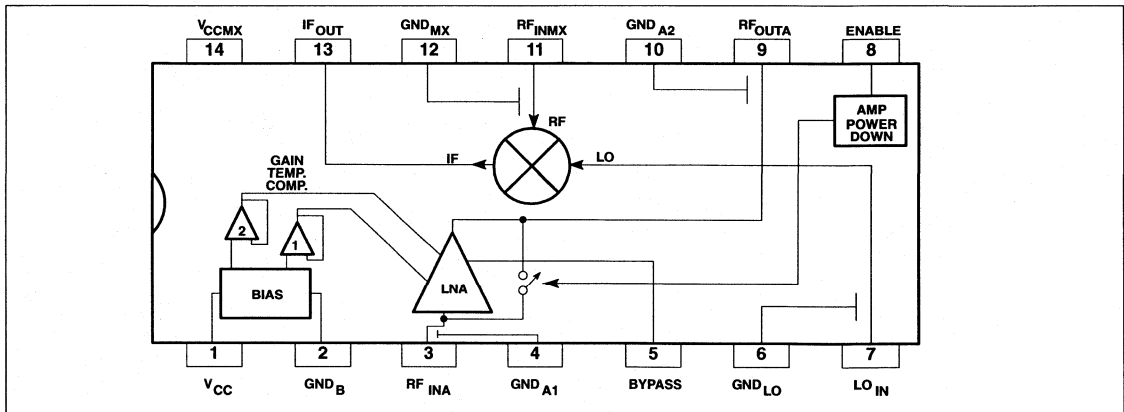 VCCMX IFOUT GNDMX RFINMX GNDA2 RFOUTA ENABLE
14 13 12 11 10 9 8
AMP
POWER
DOWN
RF
IF
LO
GAIN
TEMP.
COMP.
2
1
LNA
BIAS
1 2 3 4 5 6 7
VCC GNDB RFINA GNDA1 BYPASS GNDLO LOIN